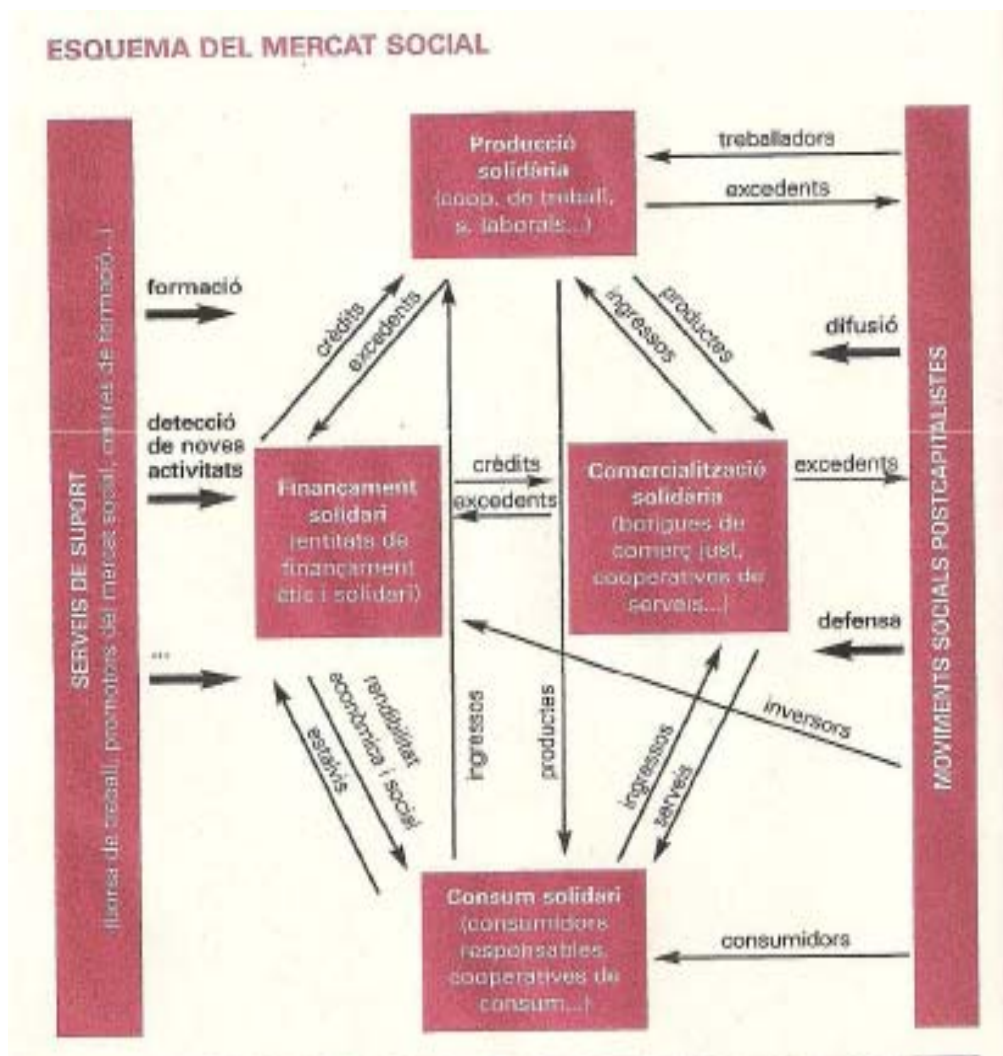 ESQUEMA DEL MERCAT SOCIAL
SERVEIS DE SUPORT
(borsa de treball, promotors del mercat social, centres de formació...)
formació
detecció
de noves
activitats
...
Producció
solidària
(coop. de treball,
s. laborals...)
treballadors
excedents
crèdits
excedents
ingressos
productes
difusió
Finançament
solidari
(entitats de
finançament
ètic i solidari)
crèdits
excedents
Comercialització
solidària
(botigues de
comerç just,
cooperatives de
serveis...)
excedents
defensa
inversors
estalvis
rendibilitat
econòmica i social
ingressos
productes
ingressos
serveis
Consum solidari
(consumidors
responsables,
cooperatives de
consum...)
consumidors
MOVIMENTS SOCIALS POSTCAPITALISTES